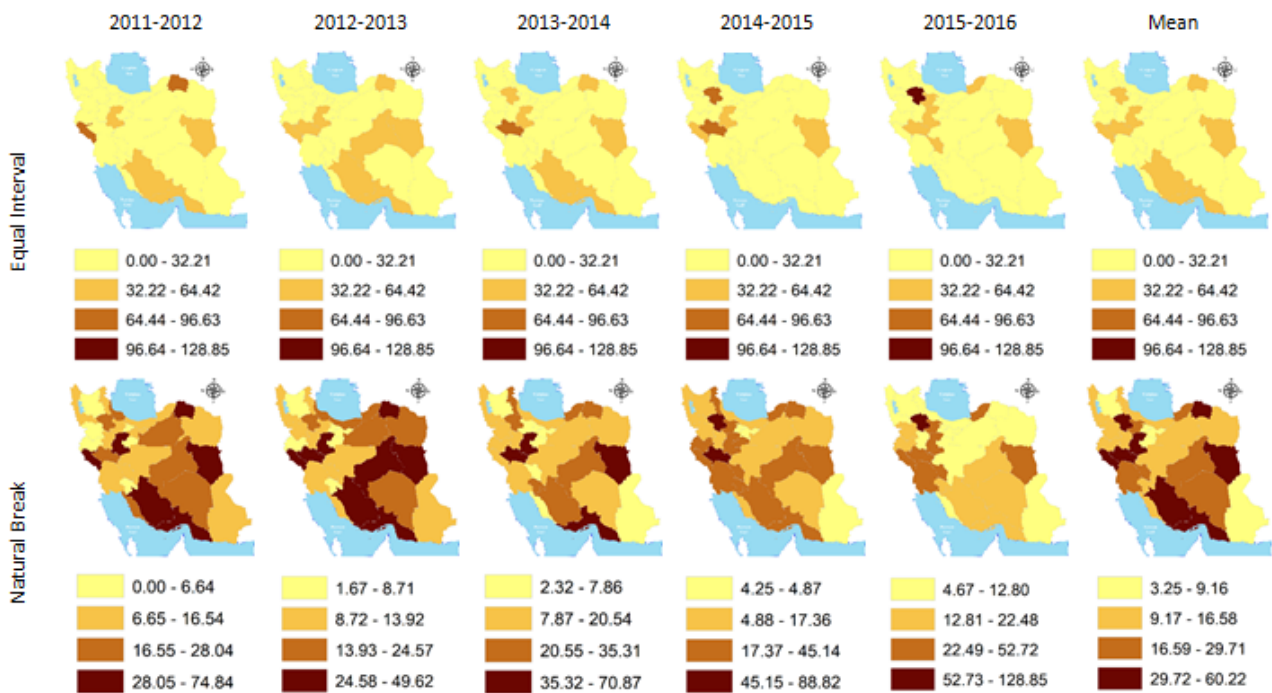 2011-2012 2012-2013 2013-2014 2014-2015 2015-2016 Mean
Equal Interval
0.00 - 32.21 0.00 - 32.21 0.00 - 32.21 0.00 - 32.21 0.00 - 32.21 0.00 - 32.21
32.22 - 64.42 32.22 - 64.42 32.22 - 64.42 32.22 - 64.42 32.22 - 64.42 32.22 - 64.42
64.44 - 96.63 64.44 - 96.63 64.44 - 96.63 64.44 - 96.63 64.44 - 96.63 64.44 - 96.63
96.64 - 128.85 96.64 - 128.85 96.64 - 128.85 96.64 - 128.85 96.64 - 128.85 96.64 - 128.85
Natural Break
0.00 - 6.64 1.67 - 8.71 2.32 - 7.86 4.25 - 4.87 4.67 - 12.80 3.25 - 9.16
6.65 - 16.54 8.72 - 13.92 7.87 - 20.54 4.88 - 17.36 12.81 - 22.48 9.17 - 16.58
16.55 - 28.04 13.93 - 24.57 20.55 - 35.31 17.37 - 45.14 22.49 - 52.72 16.59 - 29.71
28.05 - 74.84 24.58 - 49.62 35.32 - 70.87 45.15 - 88.82 52.73 - 128.85 29.72 - 60.22